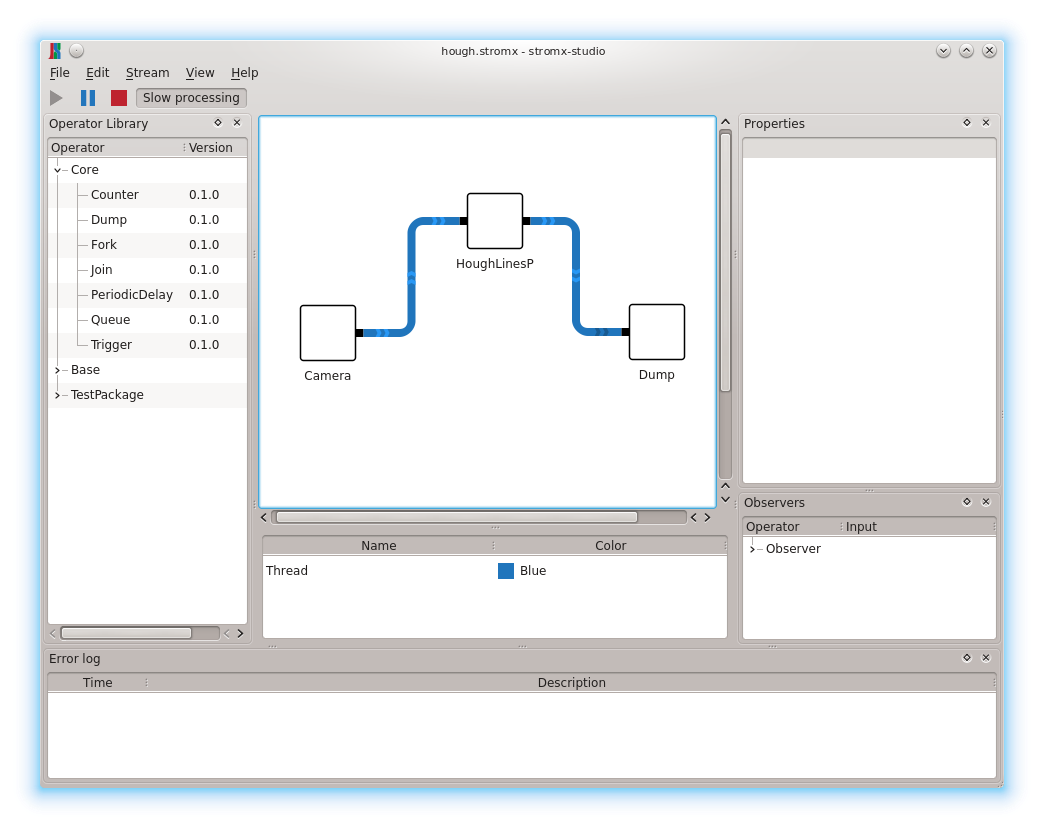 hough.stromx - stromx-studio
File Edit Stream View Help
Slow processing
Operator Library
Operator Version
Core
Counter 0.1.0
Dump 0.1.0
Fork 0.1.0
Join 0.1.0
PeriodicDelay 0.1.0
Queue 0.1.0
Trigger 0.1.0
Base
TestPackage
HoughLinesP
Camera
Dump
Name Color
Thread Blue
Properties
Observers
Operator Input
Observer
Error log
Time Description